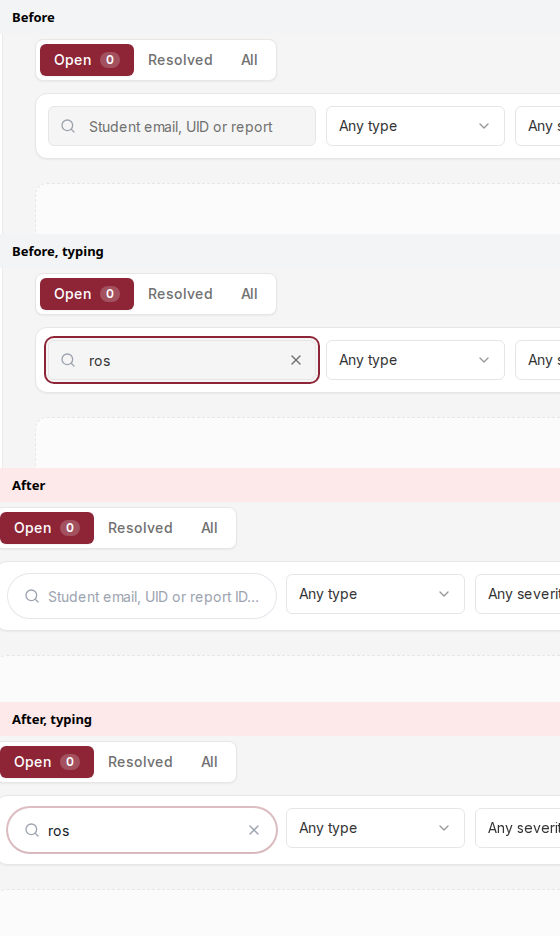 Before
Open 0 Resolved All
Student email, UID or report Any type Any s
Before, typing
Open 0 Resolved All
ros Any type Any s
After
Open 0 Resolved All
Student email, UID or report ID... Any type Any severit
After, typing
Open 0 Resolved All
ros Any type Any severit